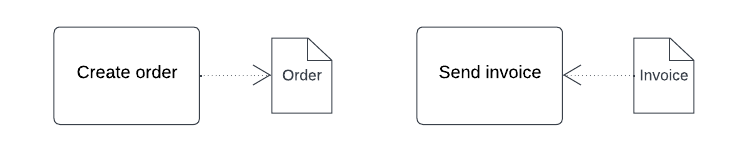 Create order
Order
Send invoice
Invoice